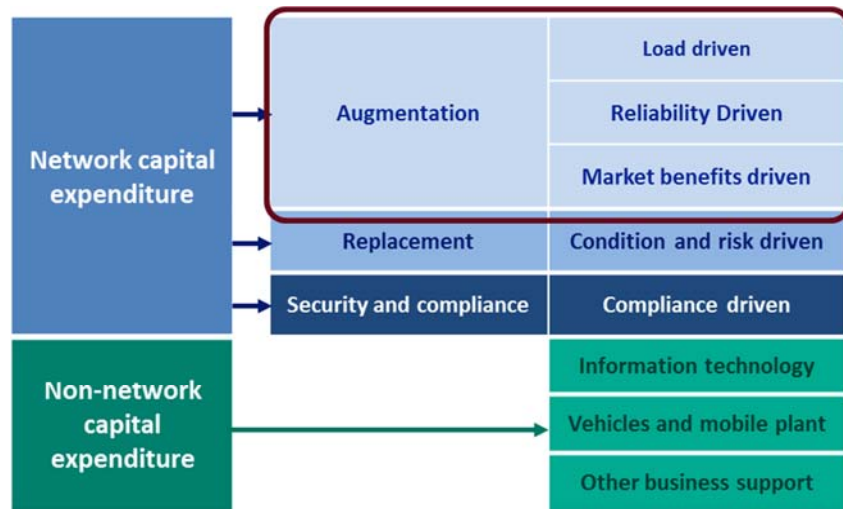 Network capital
expenditure
Augmentation
Load driven
Reliability Driven
Market benefits driven
Replacement
Condition and risk driven
Security and compliance
Compliance driven
Non-network
capital
expenditure
Information technology
Vehicles and mobile plant
Other business support